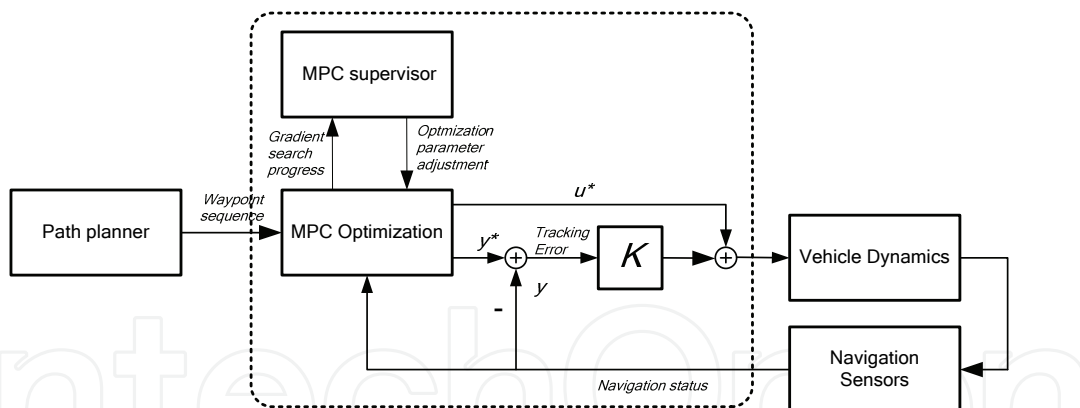 MPC supervisor
Gradient
search
progress
Optmization
parameter
adjustment
Path planner
Waypoint
sequence
MPC Optimization
u*
y*
+
Tracking
Error
K
+
Vehicle Dynamics
y
-
Navigation status
Navigation
Sensors
ntechOpen